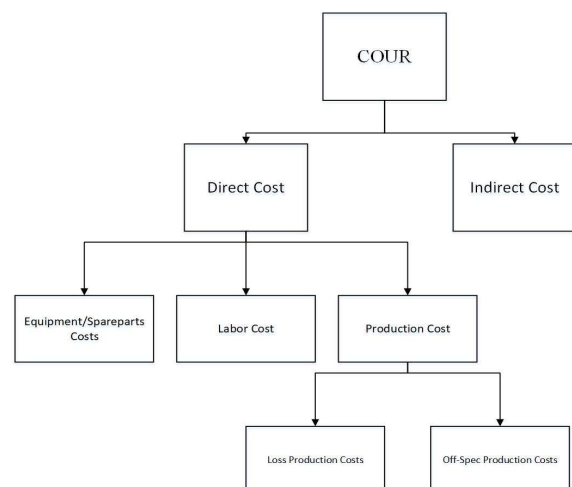 COUR
Direct Cost
Indirect Cost
Equipment/Spareparts
Costs
Labor Cost
Production Cost
Loss Production Costs
Off-Spec Production Costs